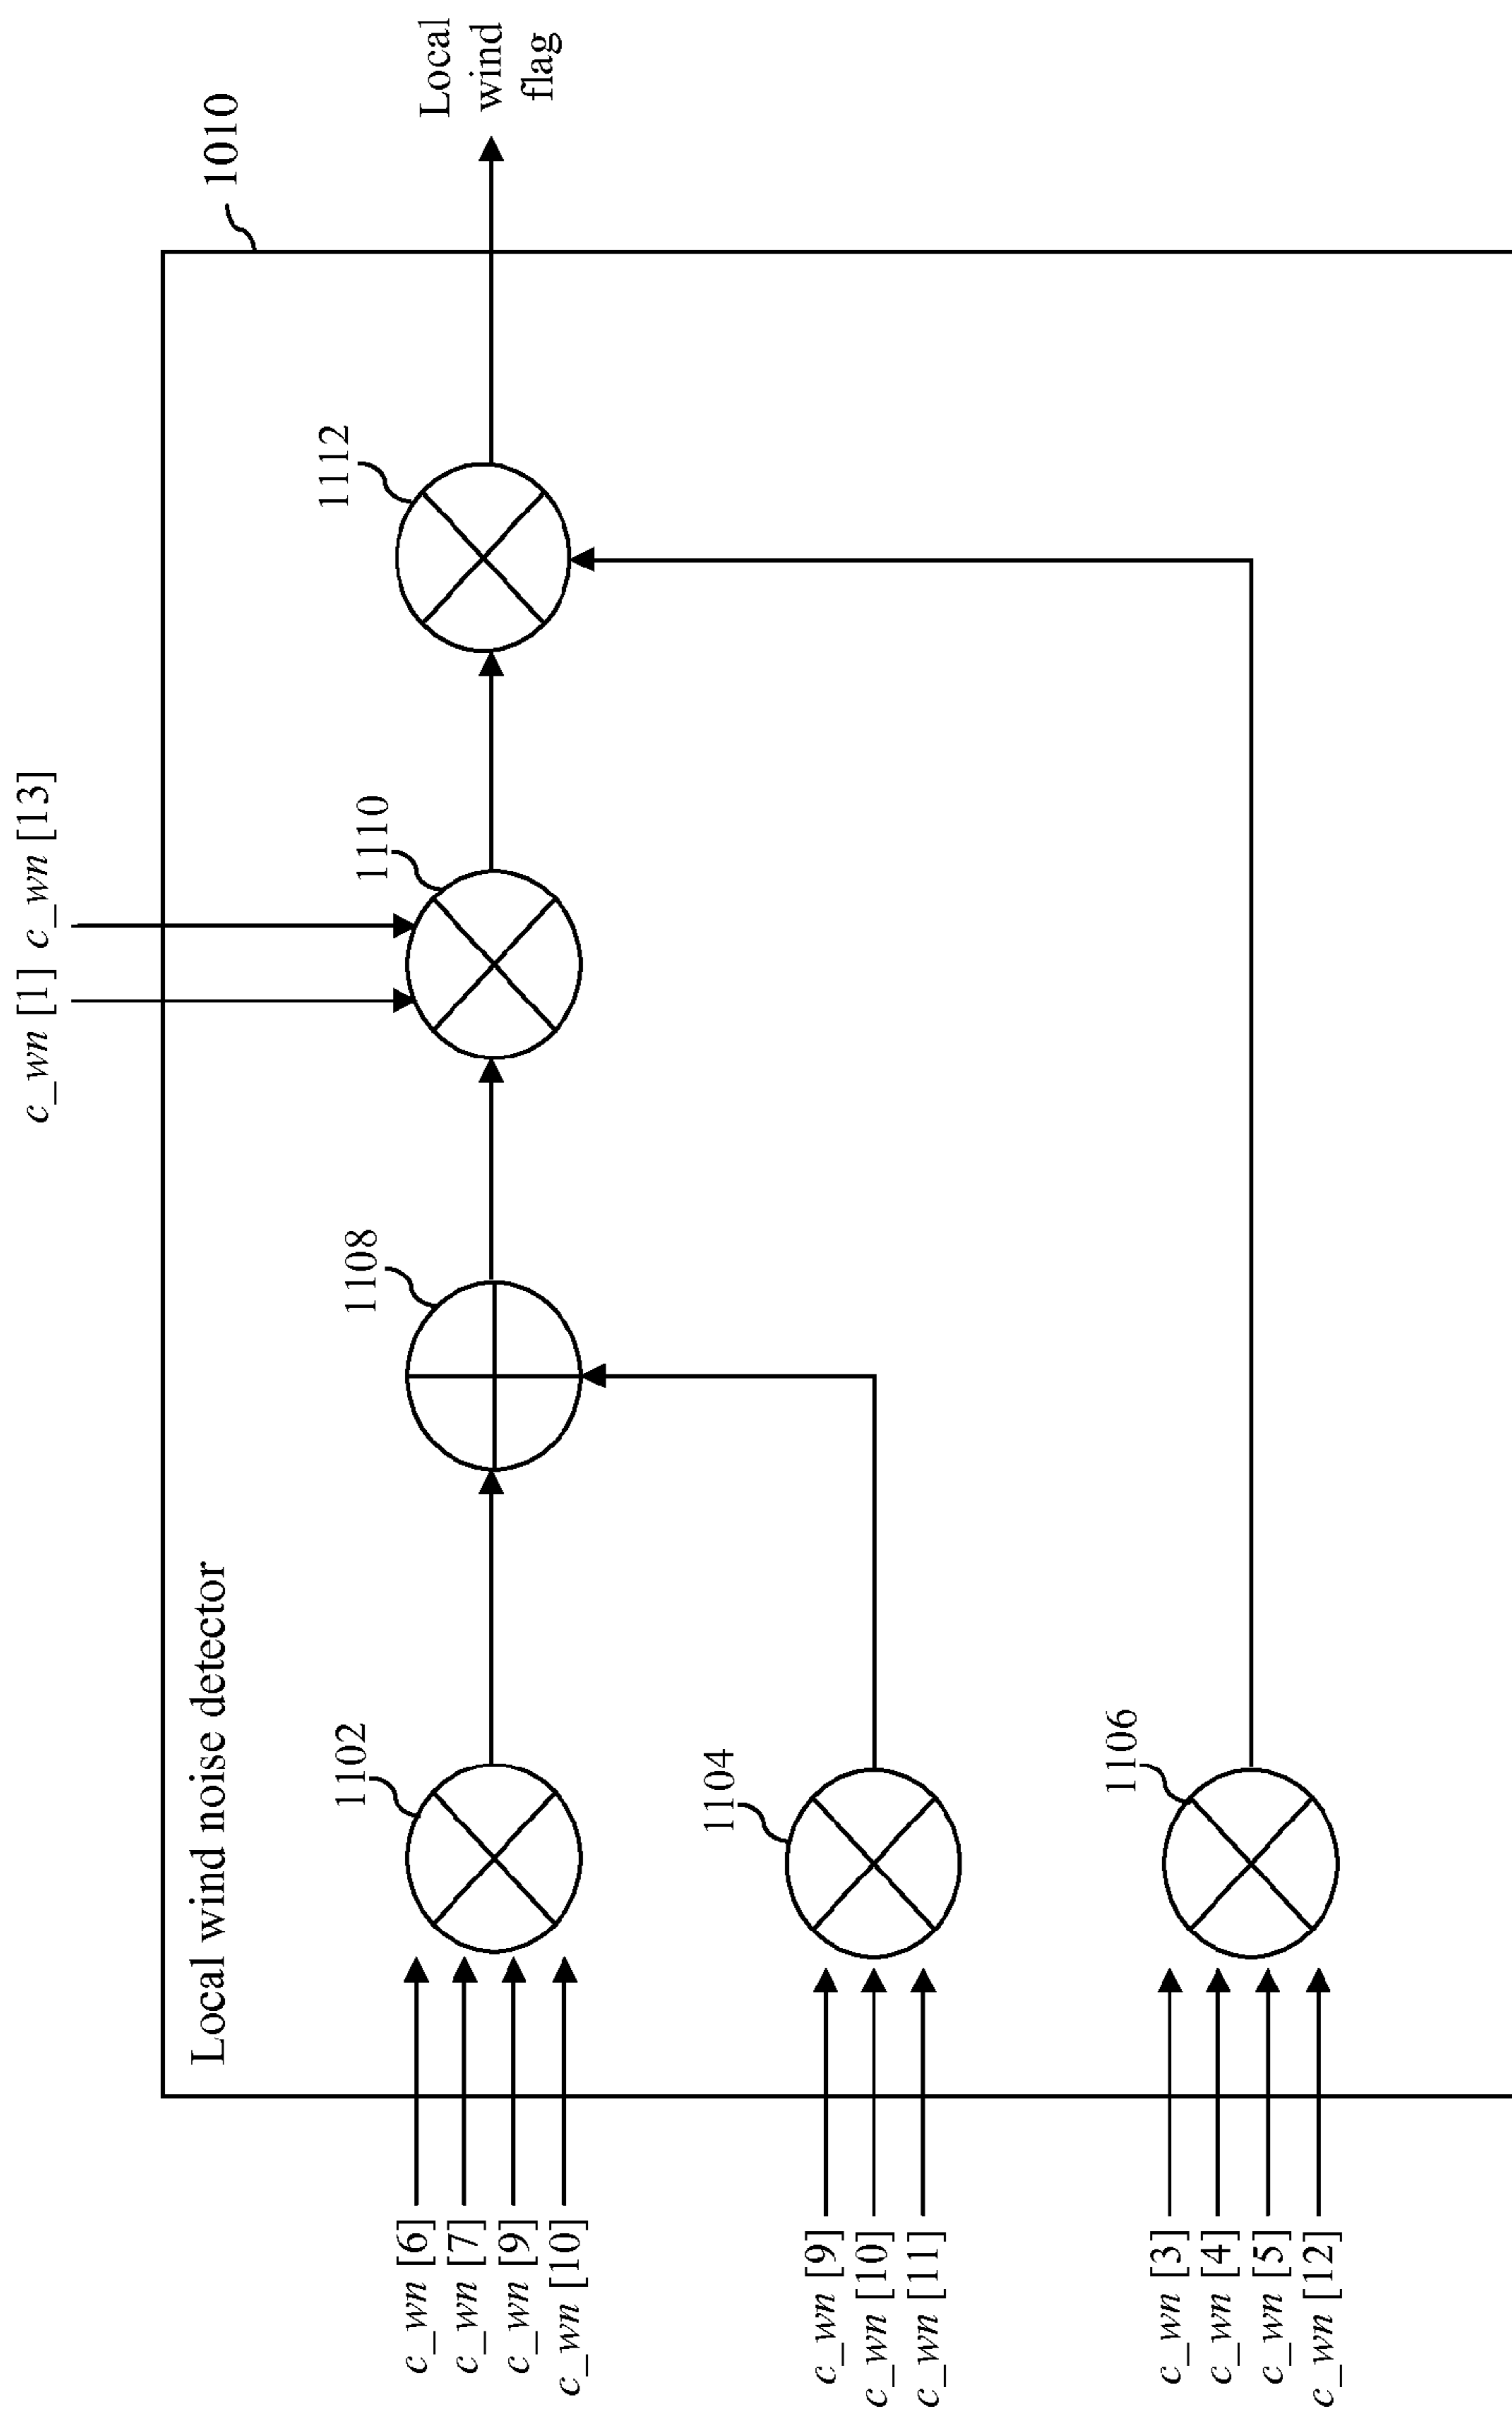 1010
Local wind noise detector
c_wn [1] c_wn [13]
1102
1108
1110
1112
c_wn [6]
c_wn [7]
c_wn [9]
c_wn [10]
Local
wind
flag
1104
c_wn [9]
c_wn [10]
c_wn [11]
1106
c_wn [3]
c_wn [4]
c_wn [5]
c_wn [12]